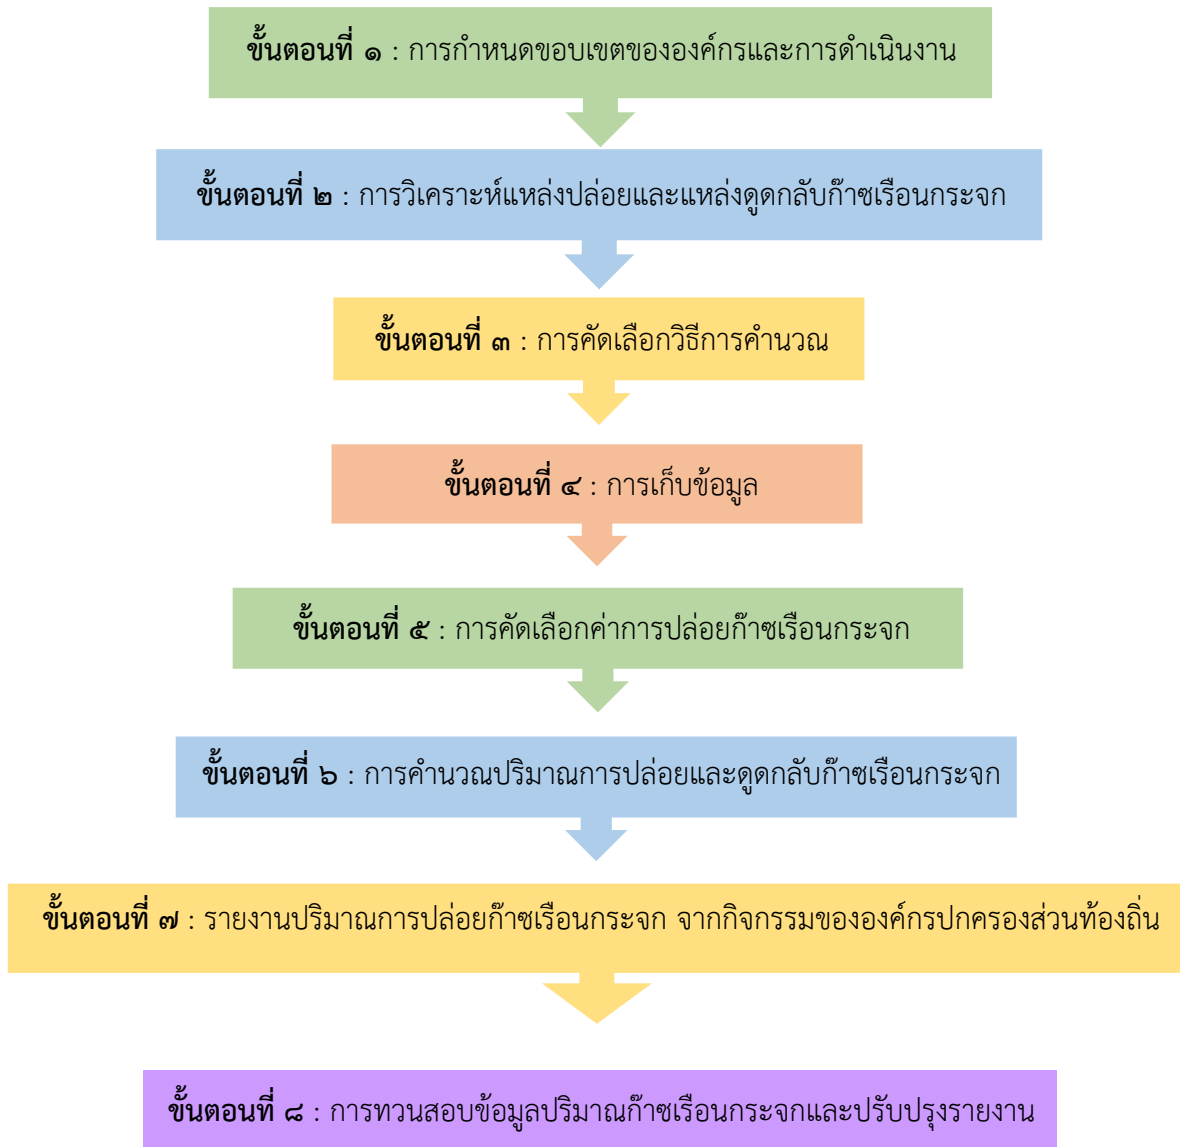 ขั้นตอนที่ ๑ : การกำหนดขอบเขตขององค์กรและการดำเนินงาน
ขั้นตอนที่ ๒ : การวิเคราะห์แหล่งปล่อยและแหล่งดูดกลับก๊าซเรือนกระจก
ขั้นตอนที่ ๓ : การคัดเลือกวิธีการคำนวณ
ขั้นตอนที่ ๔ : การเก็บข้อมูล
ขั้นตอนที่ ๕ : การคัดเลือกค่าการปล่อยก๊าซเรือนกระจก
ขั้นตอนที่ ๖ : การคำนวณปริมาณการปล่อยและดูดกลับก๊าซเรือนกระจก
ขั้นตอนที่ ๗ : รายงานปริมาณการปล่อยก๊าซเรือนกระจก จากกิจกรรมขององค์กรปกครองส่วนท้องถิ่น
ขั้นตอนที่ ๘ : การทวนสอบข้อมูลปริมาณก๊าซเรือนกระจกและปรับปรุงรายงาน